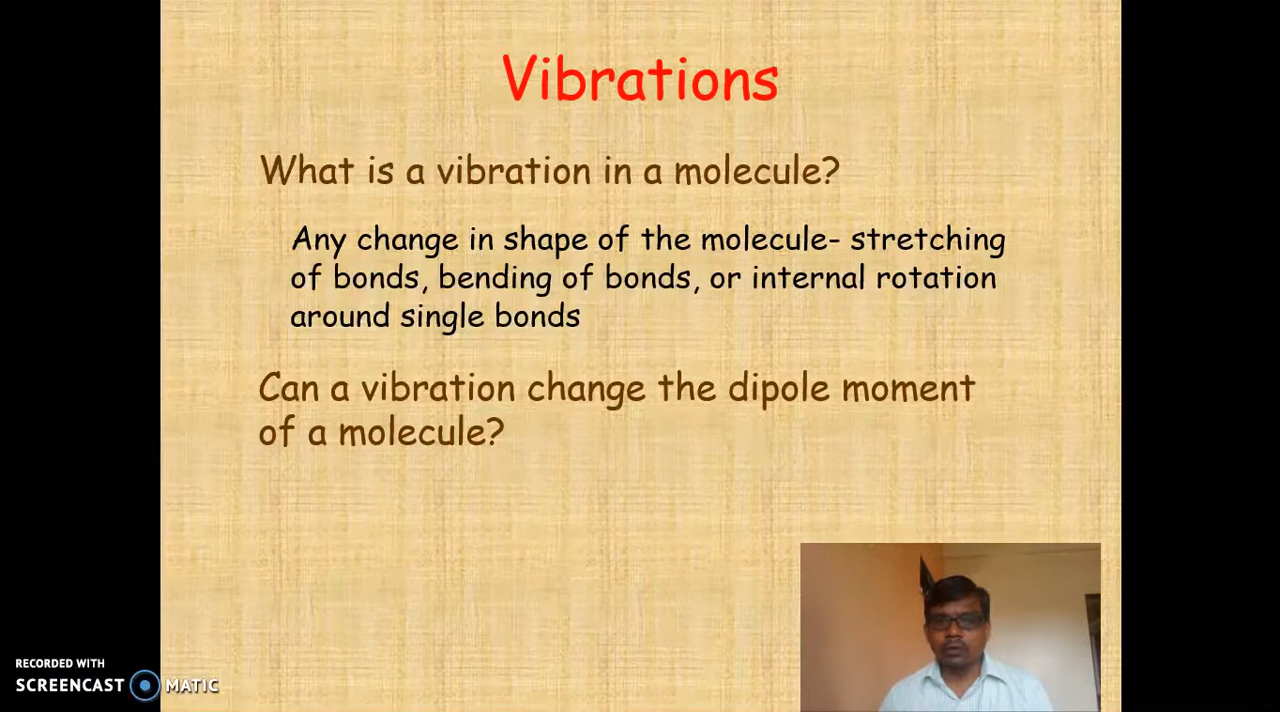 Vibrations
What is a vibration in a molecule?
Any change in shape of the molecule- stretching
of bonds, bending of bonds, or internal rotation
around single bonds
Can a vibration change the dipole moment
of a molecule?
RECORDED WITH
SCREENCAST MATIC